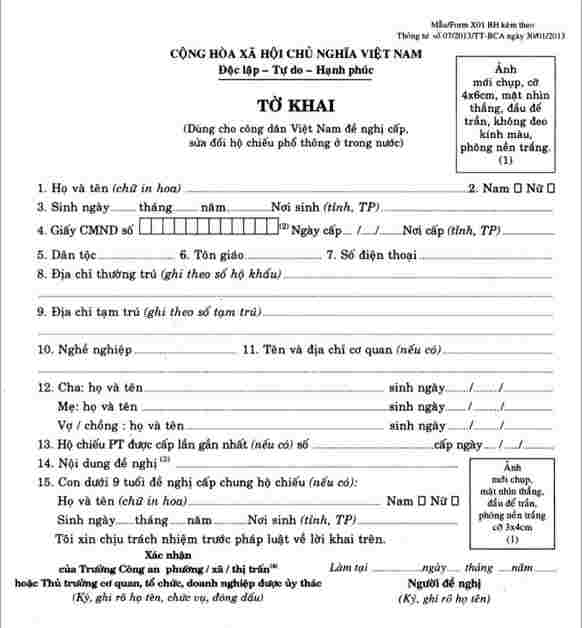 Mẫu/Form X01 BH kèm theo
Thông tư số 07/2013/TT-BCA ngày 30/01/2013
CỘNG HÒA XÃ HỘI CHỦ NGHĨA VIỆT NAM
Độc lập – Tự do – Hạnh phúc
Ảnh
mới chụp, cỡ
4x6cm, mặt nhìn
thẳng, đầu để
trần, không đeo
kính màu,
phông nền trắng.
(1)
TỜ KHAI
(Dùng cho công dân Việt Nam đề nghị cấp,
sửa đổi hộ chiếu phổ thông ở trong nước)
1. Họ và tên (chữ in hoa) 2. Nam □ Nữ □
3. Sinh ngày tháng năm Nơi sinh (tỉnh, TP)
4. Giấy CMND số (2) Ngày cấp / / Nơi cấp (tỉnh, TP)
5. Dân tộc 6. Tôn giáo 7. Số điện thoại
8. Địa chỉ thường trú (ghi theo sổ hộ khẩu)
9. Địa chỉ tạm trú (ghi theo sổ tạm trú)
10. Nghề nghiệp 11. Tên và địa chỉ cơ quan (nếu có)
12. Cha: họ và tên sinh ngày / /
Mẹ: họ và tên sinh ngày / /
Vợ / chồng : họ và tên sinh ngày / /
13. Hộ chiếu PT được cấp lần gần nhất (nếu có) số cấp ngày / /
14. Nội dung đề nghị (3)
15. Con dưới 9 tuổi đề nghị cấp chung hộ chiếu (nếu có):
Họ và tên (chữ in hoa) Nam □ Nữ □
Sinh ngày tháng năm Nơi sinh (tỉnh, TP)
Tôi xin chịu trách nhiệm trước pháp luật về lời khai trên.
Ảnh
mới chụp,
mặt nhìn thẳng,
đầu để trần,
phông nền trắng
cỡ 3x4cm
(1)
Xác nhận
của Trưởng Công an phường / xã / thị trấn(4)
hoặc Thủ trưởng cơ quan, tổ chức, doanh nghiệp được ủy thác
(Ký, ghi rõ họ tên, chức vụ, đóng dấu)
Làm tại ngày tháng năm
Người đề nghị
(Ký, ghi rõ họ tên)